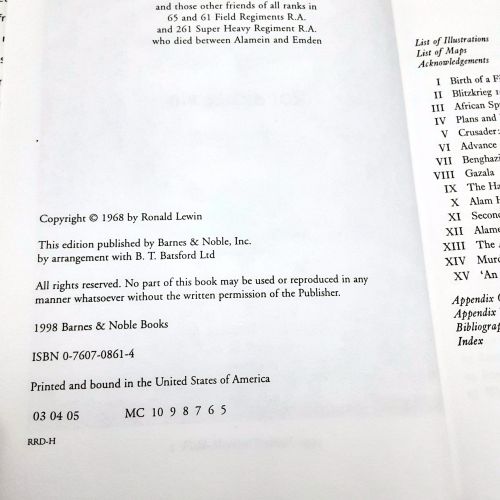 and those other friends of all ranks in
65 and 61 Field Regiments R.A.
and 261 Super Heavy Regiment R.A.
who died between Alamein and Emden
Copyright © 1968 by Ronald Lewin
This edition published by Barnes & Noble, Inc.
by arrangement with B. T. Batsford Ltd
All rights reserved. No part of this book may be used or reproduced in any
manner whatsoever without the written permission of the Publisher.
1998 Barnes & Noble Books
ISBN 0-7607-0861-4
Printed and bound in the United States of America
03 04 05 MC 10 9 8 7 6 5
RRD-H
List of Illustrations
List of Maps
Acknowledgements
I Birth of a
II Blitzkrieg
III African
IV Plans and
V Crusader:
VI Advance
VII
VIII Gazala
IX The
X Alam
XI
XII
XIII The
XIV
XV 'An
Appendix
Appendix
Index